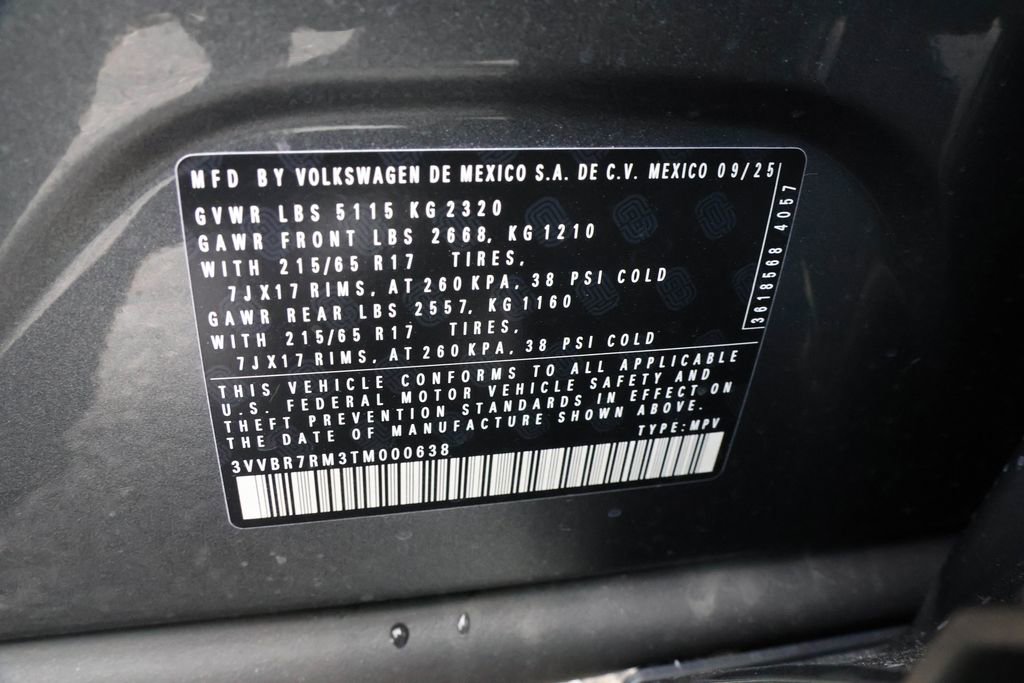 MFD BY VOLKSWAGEN DE MEXICO S.A. DE C.V. MEXICO 09/25
GVWR LBS 5115 KG 2320
GAWR FRONT LBS 2668, KG 1210
WITH 215/65 R17 TIRES,
7JX17 RIMS, AT 260 KPA, 38 PSI COLD
GAWR REAR LBS 2557, KG 1160
WITH 215/65 R17 TIRES,
7JX17 RIMS, AT 260 KPA, 38 PSI COLD
3618568 4057
THIS VEHICLE CONFORMS TO ALL APPLICABLE
U.S. FEDERAL MOTOR VEHICLE SAFETY AND
THEFT PREVENTION STANDARDS IN EFFECT ON
THE DATE OF MANUFACTURE SHOWN ABOVE.
TYPE: MPV
3VVBR7RM3TM000638